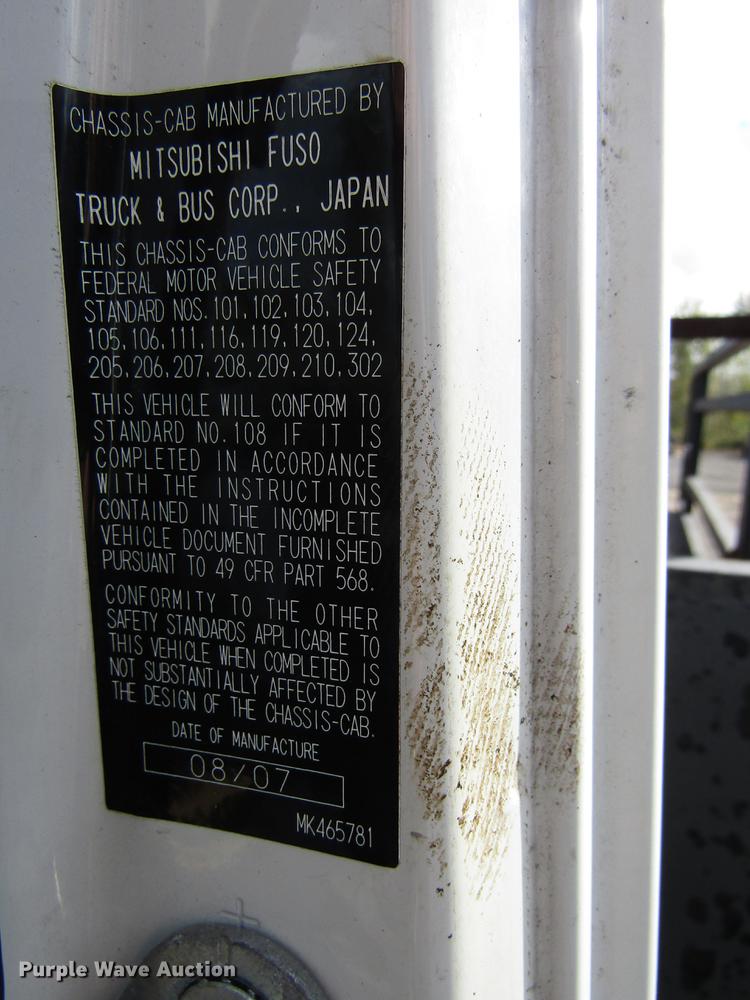 CHASSIS-CAB MANUFACTURED BY
MITSUBISHI FUSO
TRUCK & BUS CORP., JAPAN
THIS CHASSIS-CAB CONFORMS TO
FEDERAL MOTOR VEHICLE SAFETY
STANDARD NOS. 101, 102, 103, 104,
105, 106, 111, 116, 119, 120, 124,
205, 206, 207, 208, 209, 210, 302
THIS VEHICLE WILL CONFORM TO
STANDARD NO. 108 IF IT IS
COMPLETED IN ACCORDANCE
WITH THE INSTRUCTIONS
CONTAINED IN THE INCOMPLETE
VEHICLE DOCUMENT FURNISHED
PURSUANT TO 49 CFR PART 568.
CONFORMITY TO THE OTHER
SAFETY STANDARDS APPLICABLE TO
THIS VEHICLE WHEN COMPLETED IS
NOT SUBSTANTIALLY AFFECTED BY
THE DESIGN OF THE CHASSIS-CAB.
DATE OF MANUFACTURE
08/07
MK465781
Purple Wave Auction